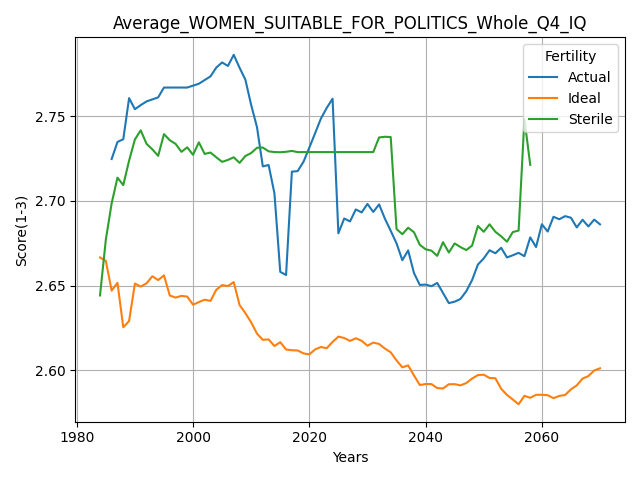 Average_WOMEN_SUITABLE_FOR_POLITICS_Whole_Q4_IQ
Fertility
Actual
Ideal
Sterile
2.75
2.70
2.65
2.60
Score(1-3)
1980
2000
2020
2040
2060
Years